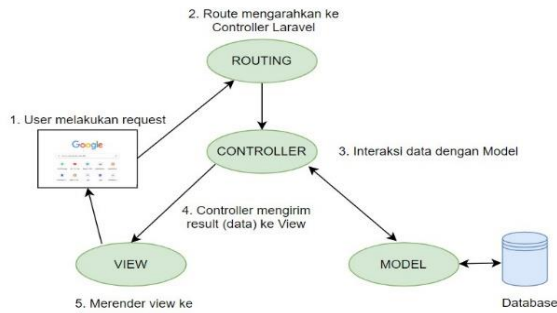 2. Route mengarahkan ke
Controller Laravel
ROUTING
1. User melakukan request
Google
CONTROLLER
3. Interaksi data dengan Model
4. Controller mengirim
result (data) ke View
VIEW
MODEL
5. Merender view ke
Database